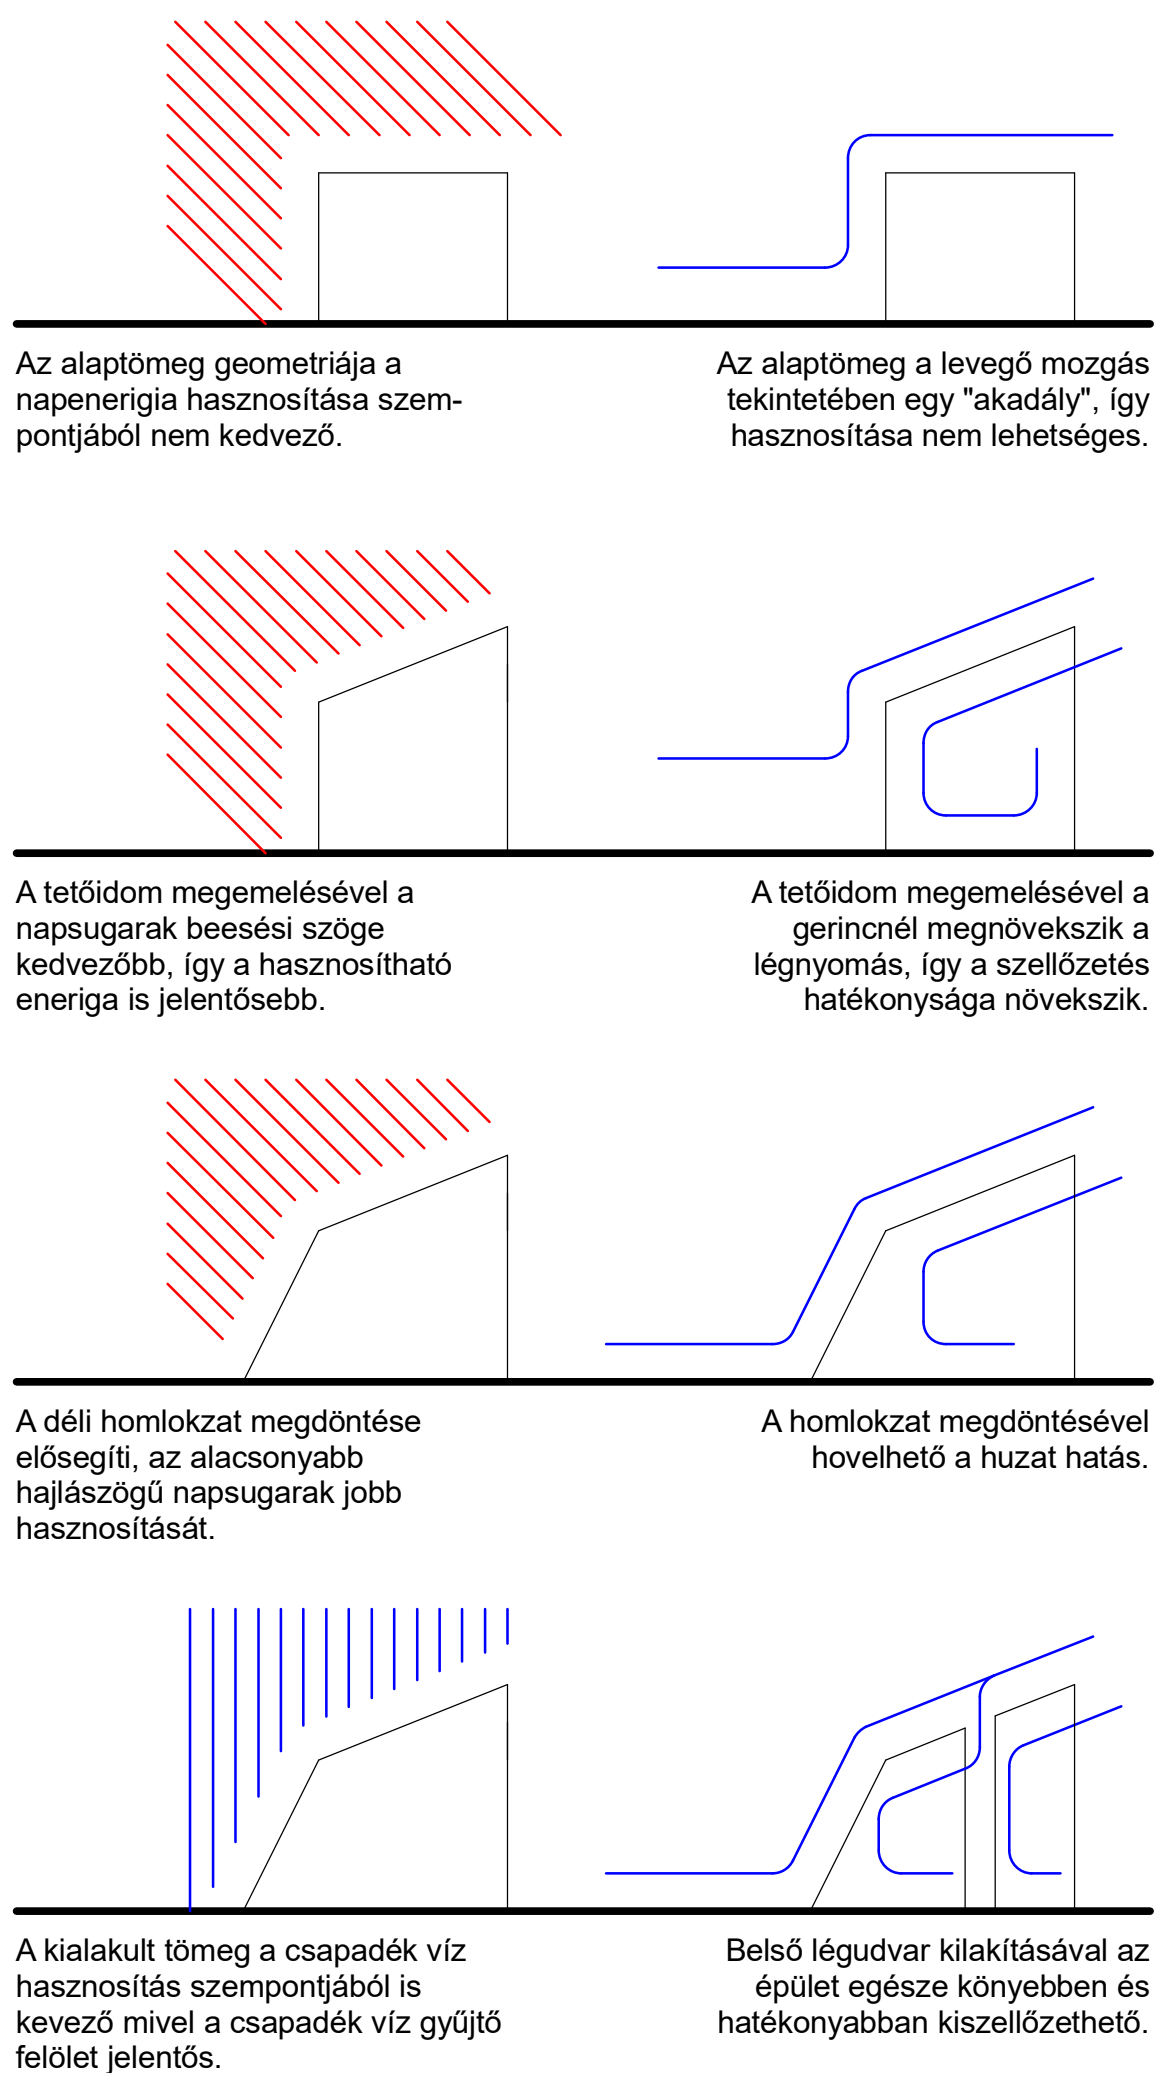 Az alaptömeg geometriája a
napenerigia hasznosítása szem-
pontjából nem kedvező.
Az alaptömeg a levegő mozgás
tekintetében egy "akadály", így
hasznosítása nem lehetséges.
A tetőidom megemelésével a
napsugarak beesési szöge
kedvezőbb, így a hasznosítható
eneriga is jelentősebb.
A tetőidom megemelésével a
gerincnél megnövekszik a
légnyomás, így a szellőzetés
hatékonysága növekszik.
A déli homlokzat megdöntése
elősegíti, az alacsonyabb
hajlászögű napsugarak jobb
hasznosítását.
A homlokzat megdöntésével
hovelhető a huzat hatás.
A kialakult tömeg a csapadék víz
hasznosítás szempontjából is
kevező mivel a csapadék víz gyűjtő
felölet jelentős.
Belső légudvar kilakításával az
épület egésze könyebben és
hatékonyabban kiszellőzethető.